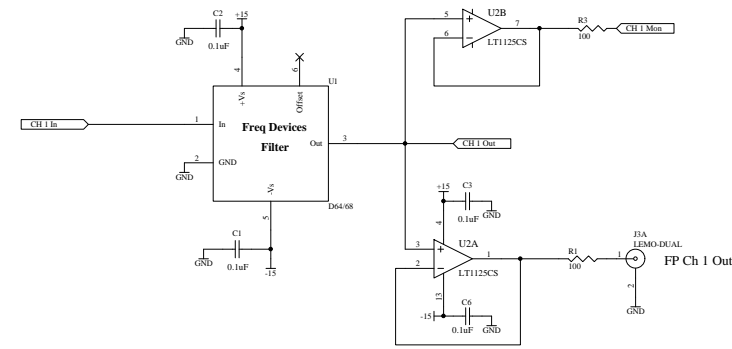 C2
+15
GND
0.1uF
4
6
U1
+Vs
Offset
CH 1 In
1
In
Freq Devices
Filter
Out
3
2
GND
GND
-Vs
5
D64/68
C1
GND
0.1uF
-15
U2B
5
6
7
LT1125CS
R3
100
CH 1 Mon
CH 1 Out
+15
C3
0.1uF
GND
4
3
2
U2A
1
LT1125CS
13
-15
C6
0.1uF
GND
R1
100
J3A
LEMO-DUAL
1
2
GND
FP Ch 1 Out